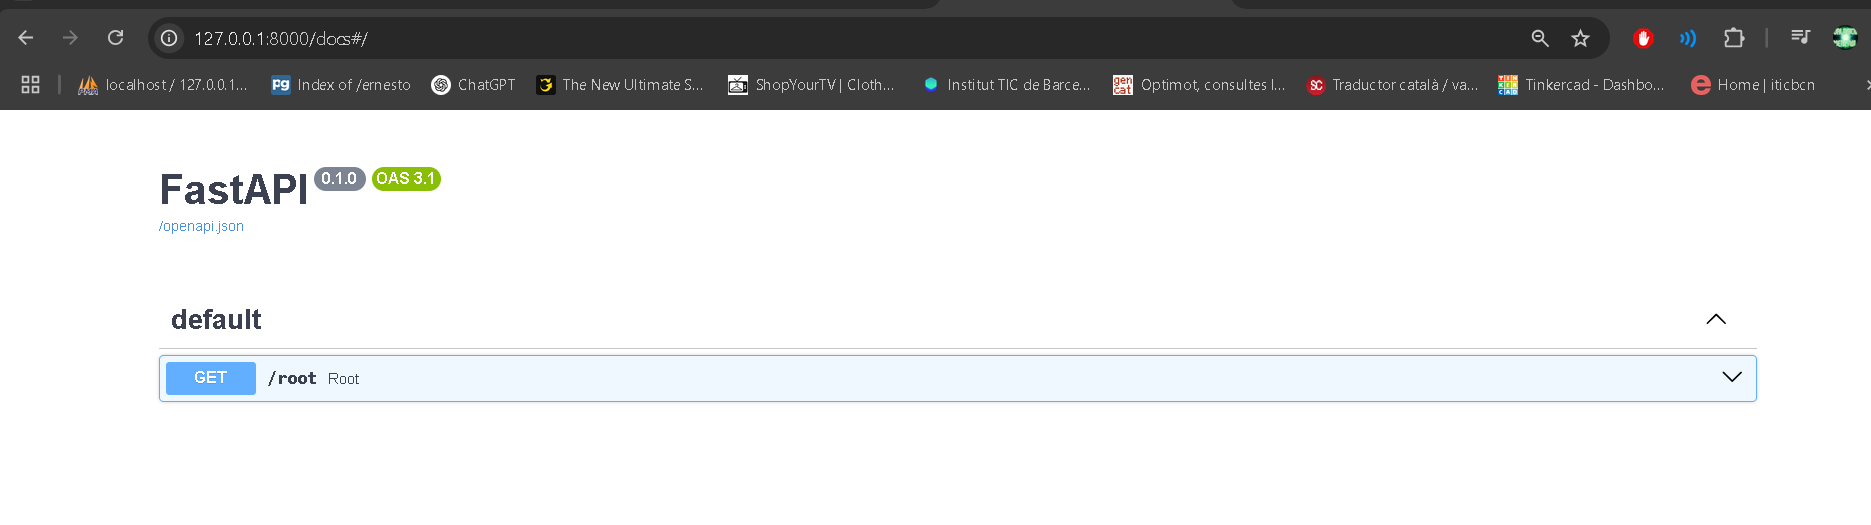 127.0.0.1:8000/docs#/
localhost / 127.0.0.1... Index of /ernesto ChatGPT The New Ultimate S... ShopYourTV | Cloth... Institut TIC de Barce... Optimot, consultes l... Traductor català / va... Tinkercad - Dashbo... Home | iticbcn
FastAPI 0.1.0 OAS 3.1
/openapi.json
default
GET /root Root